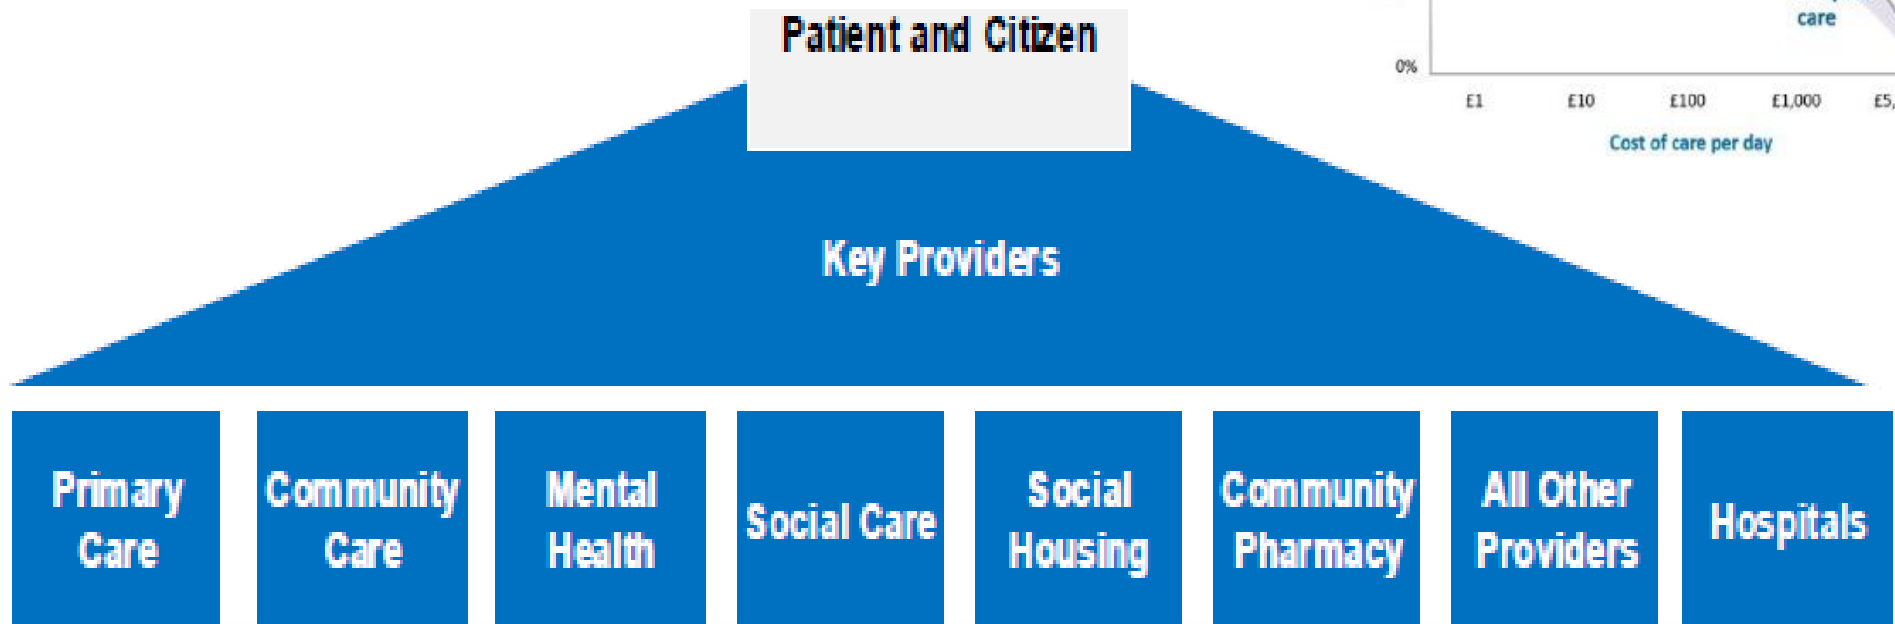 Patient and Citizen
care
0%
£1 £10 £100 £1,000 £5,
Cost of care per day
Key Providers
Primary
Care
Community
Care
Mental
Health
Social Care
Social
Housing
Community
Pharmacy
All Other
Providers
Hospitals